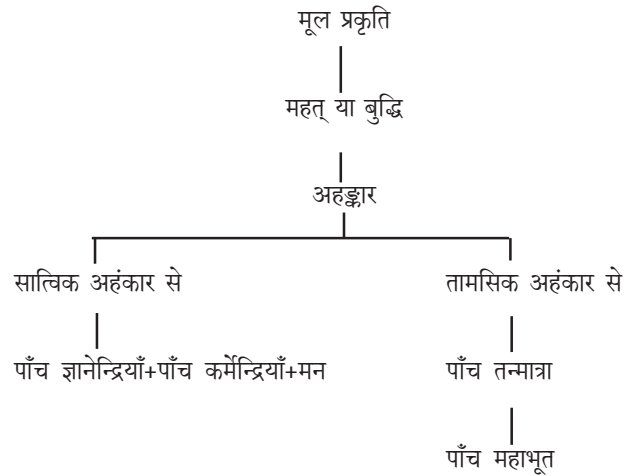 मूल प्रकृति
महत् या बुद्धि
अहङ्कार
सात्विक अहंकार से
तामसिक अहंकार से
पाँच ज्ञानेन्द्रियाँ+पाँच कर्मेन्द्रियाँ+मन
पाँच तन्मात्रा
पाँच महाभूत